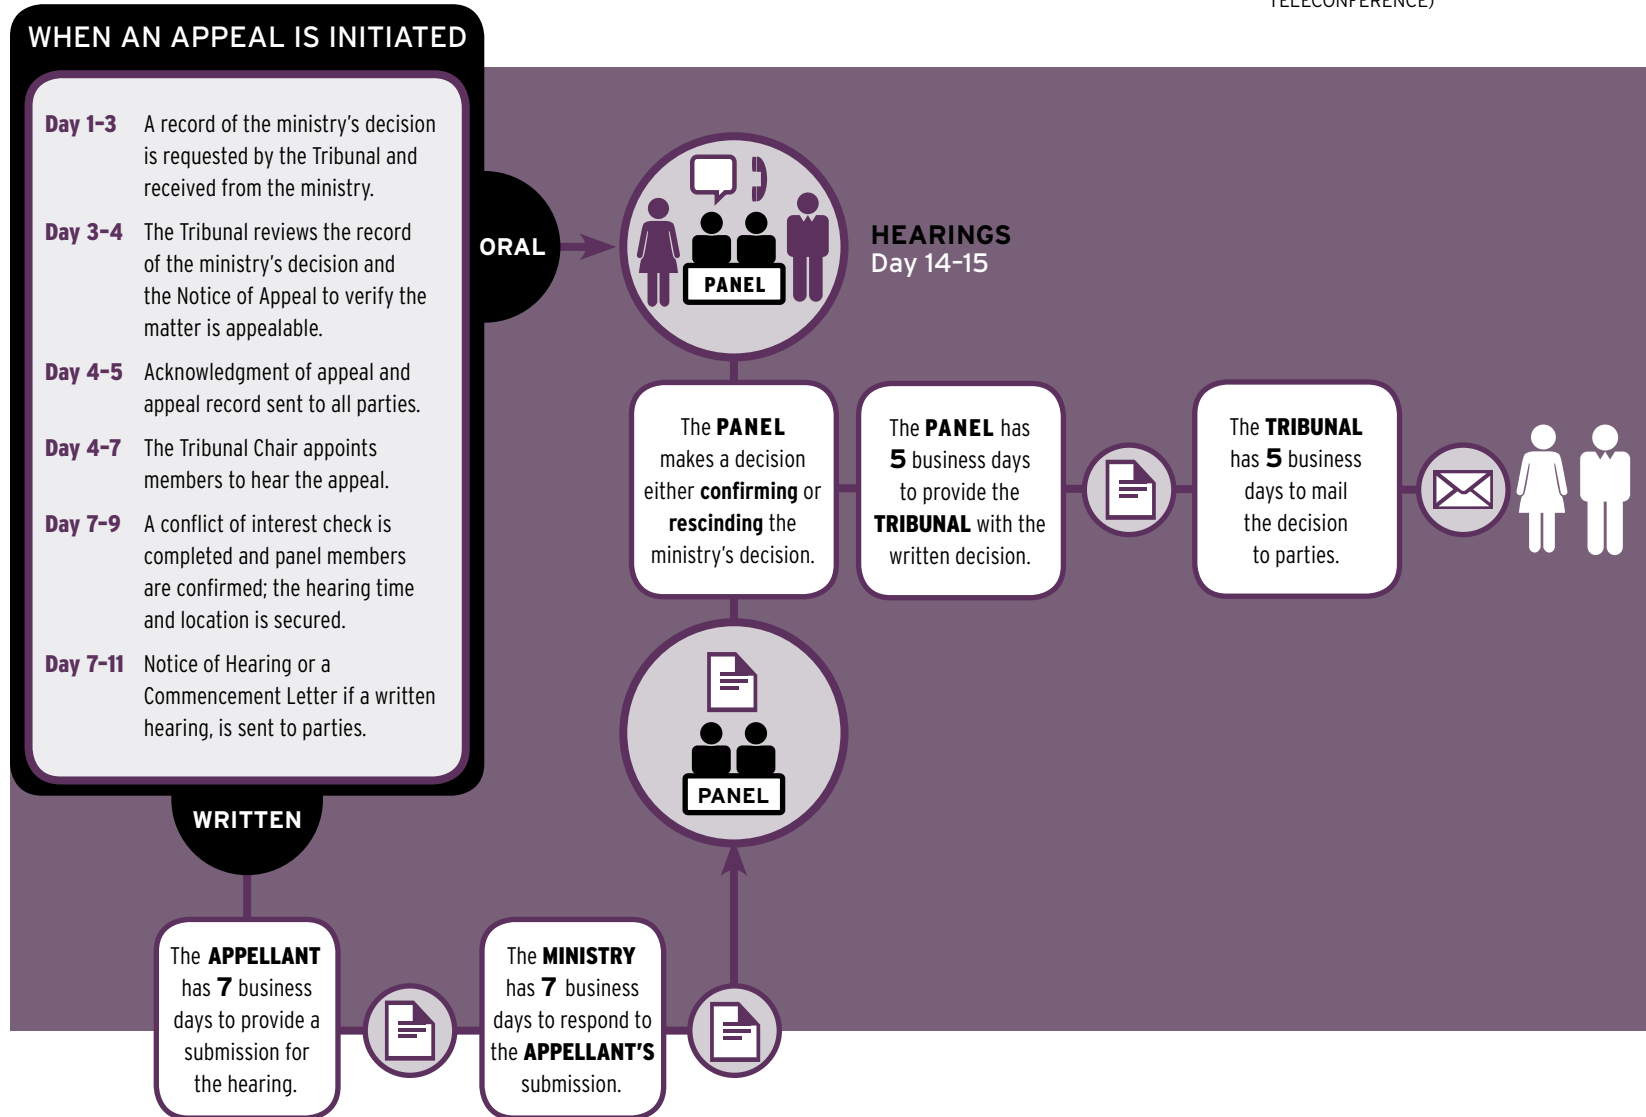 TELECONFERENCE)
WHEN AN APPEAL IS INITIATED
Day 1–3 A record of the ministry’s decision
is requested by the Tribunal and
received from the ministry.
Day 3–4 The Tribunal reviews the record
of the ministry’s decision and
the Notice of Appeal to verify the
matter is appealable.
Day 4–5 Acknowledgment of appeal and
appeal record sent to all parties.
Day 4–7 The Tribunal Chair appoints
members to hear the appeal.
Day 7–9 A conflict of interest check is
completed and panel members
are confirmed; the hearing time
and location is secured.
Day 7–11 Notice of Hearing or a
Commencement Letter if a written
hearing, is sent to parties.
ORAL
PANEL
HEARINGS
Day 14–15
The PANEL
makes a decision
either confirming or
rescinding the
ministry’s decision.
The PANEL has
5 business days
to provide the
TRIBUNAL with the
written decision.
The TRIBUNAL
has 5 business
days to mail
the decision
to parties.
PANEL
WRITTEN
The APPELLANT
has 7 business
days to provide a
submission for
the hearing.
The MINISTRY
has 7 business
days to respond to
the APPELLANT’S
submission.